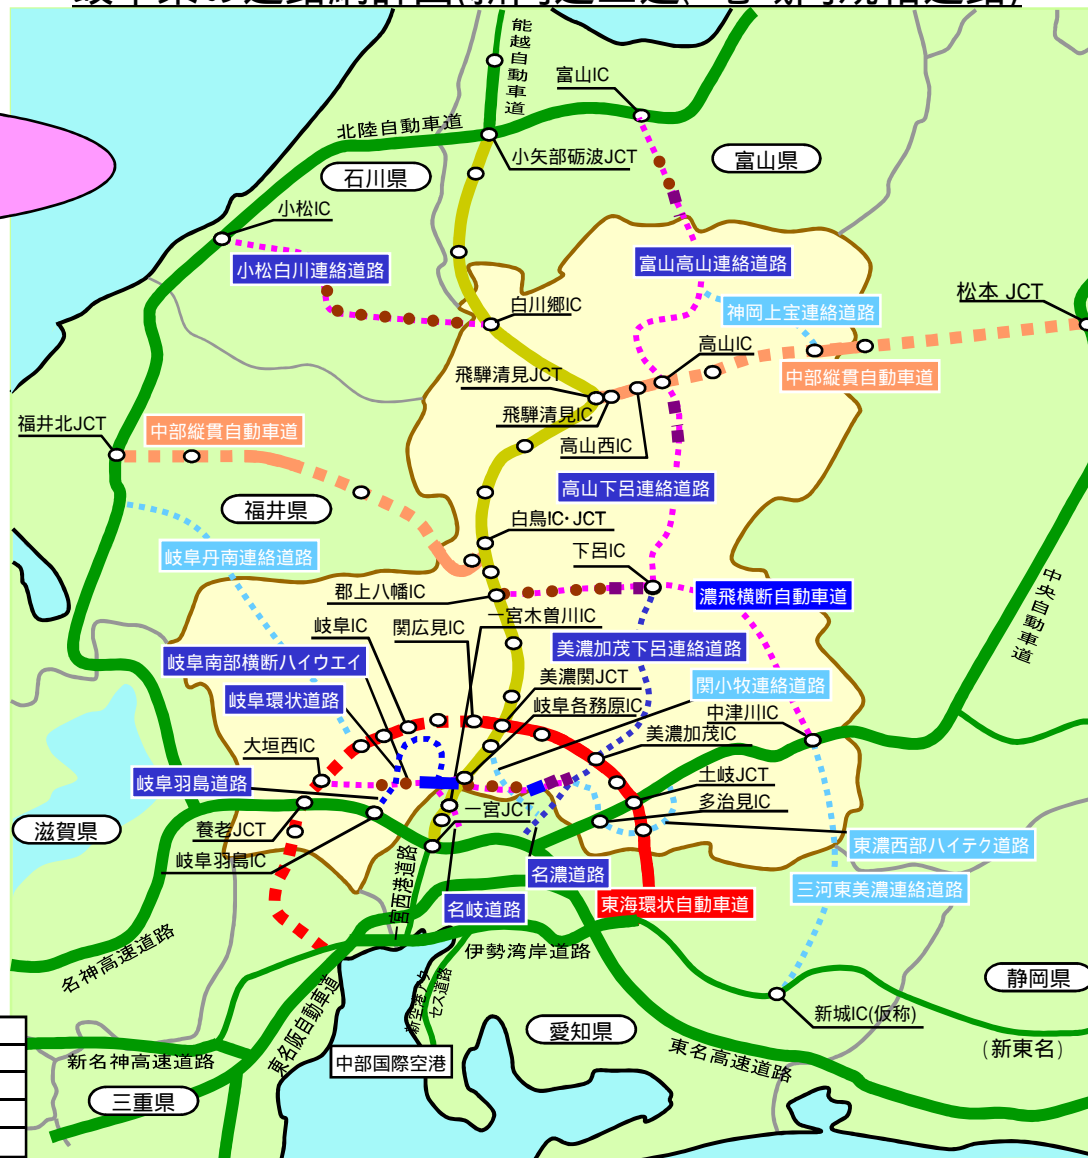 能越自動車道
富山IC
北陸自動車道
小矢部砺波JCT
富山県
石川県
小松IC
小松白川連絡道路
富山高山連絡道路
白川郷IC
神岡上宝連絡道路
松本 JCT
高山IC
飛騨清見JCT
中部縦貫自動車道
飛騨清見IC
高山西IC
福井北JCT
中部縦貫自動車道
高山下呂連絡道路
福井県
白鳥IC・JCT
岐阜丹南連絡道路
下呂IC
中央自動車道
郡上八幡IC
濃飛横断自動車道
一宮木曽川IC
岐阜IC
関広見IC
美濃加茂下呂連絡道路
岐阜南部横断ハイウエイ
美濃関JCT
関小牧連絡道路
岐阜環状道路
岐阜各務原IC
中津川IC
美濃加茂IC
大垣西IC
土岐JCT
岐阜羽島道路
多治見IC
一宮JCT
滋賀県
養老JCT
東濃西部ハイテク道路
岐阜羽島IC
名濃道路
三河東美濃連絡道路
一宮西港道路
名岐道路
東海環状自動車道
名神高速道路
伊勢湾岸道路
静岡県
東名阪自動車道
新空港アクセス道路
新城IC(仮称)
愛知県
(新東名)
新名神高速道路
中部国際空港
東名高速道路
三重県